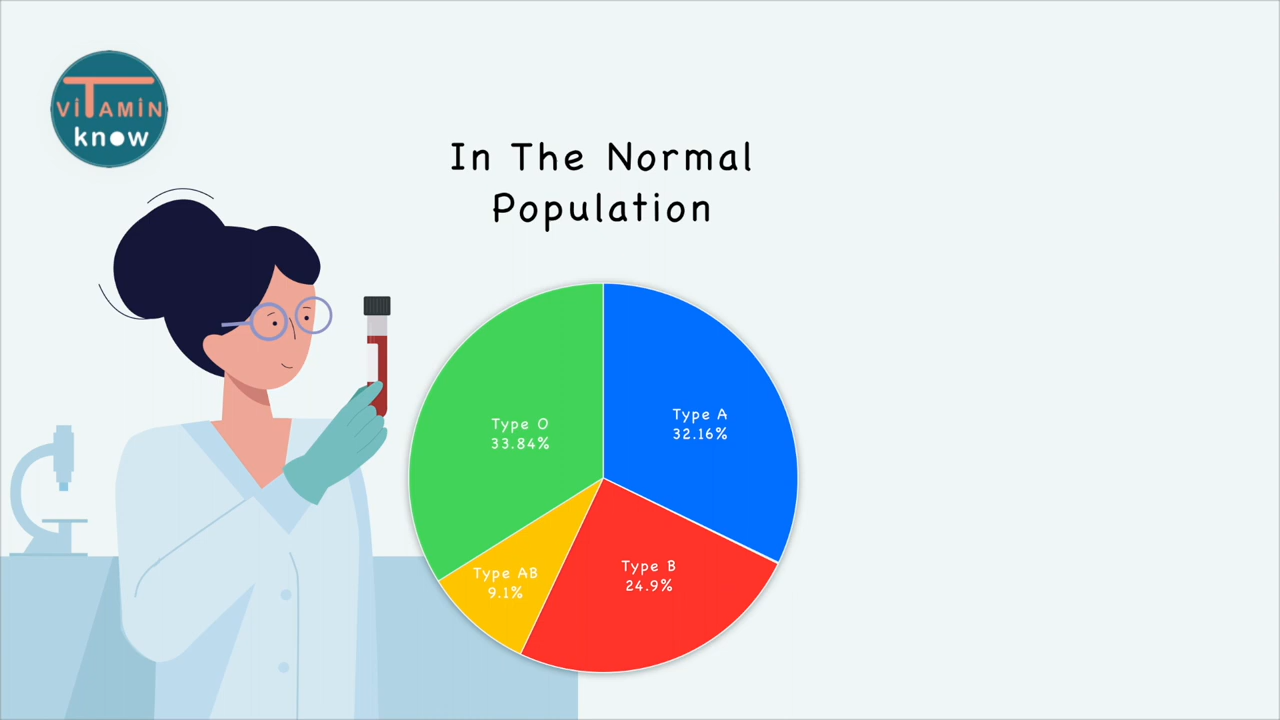 viTAMiN
know
In The Normal
Population
Type O
33.84%
Type A
32.16%
Type AB
9.1%
Type B
24.9%